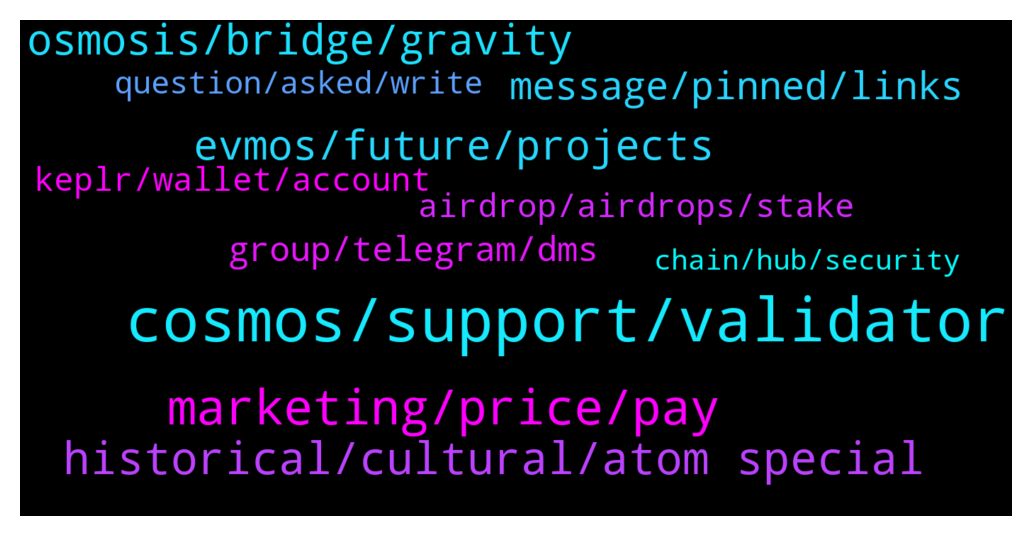 osmosis/bridge/gravity
question/asked/write
message/pinned/links
evmos/future/projects
keplr/wallet/account
airdrop/airdrops/stake
group/telegram/dms
chain/hub/security
cosmos/support/validator
marketing/price/pay
historical/cultural/atom special